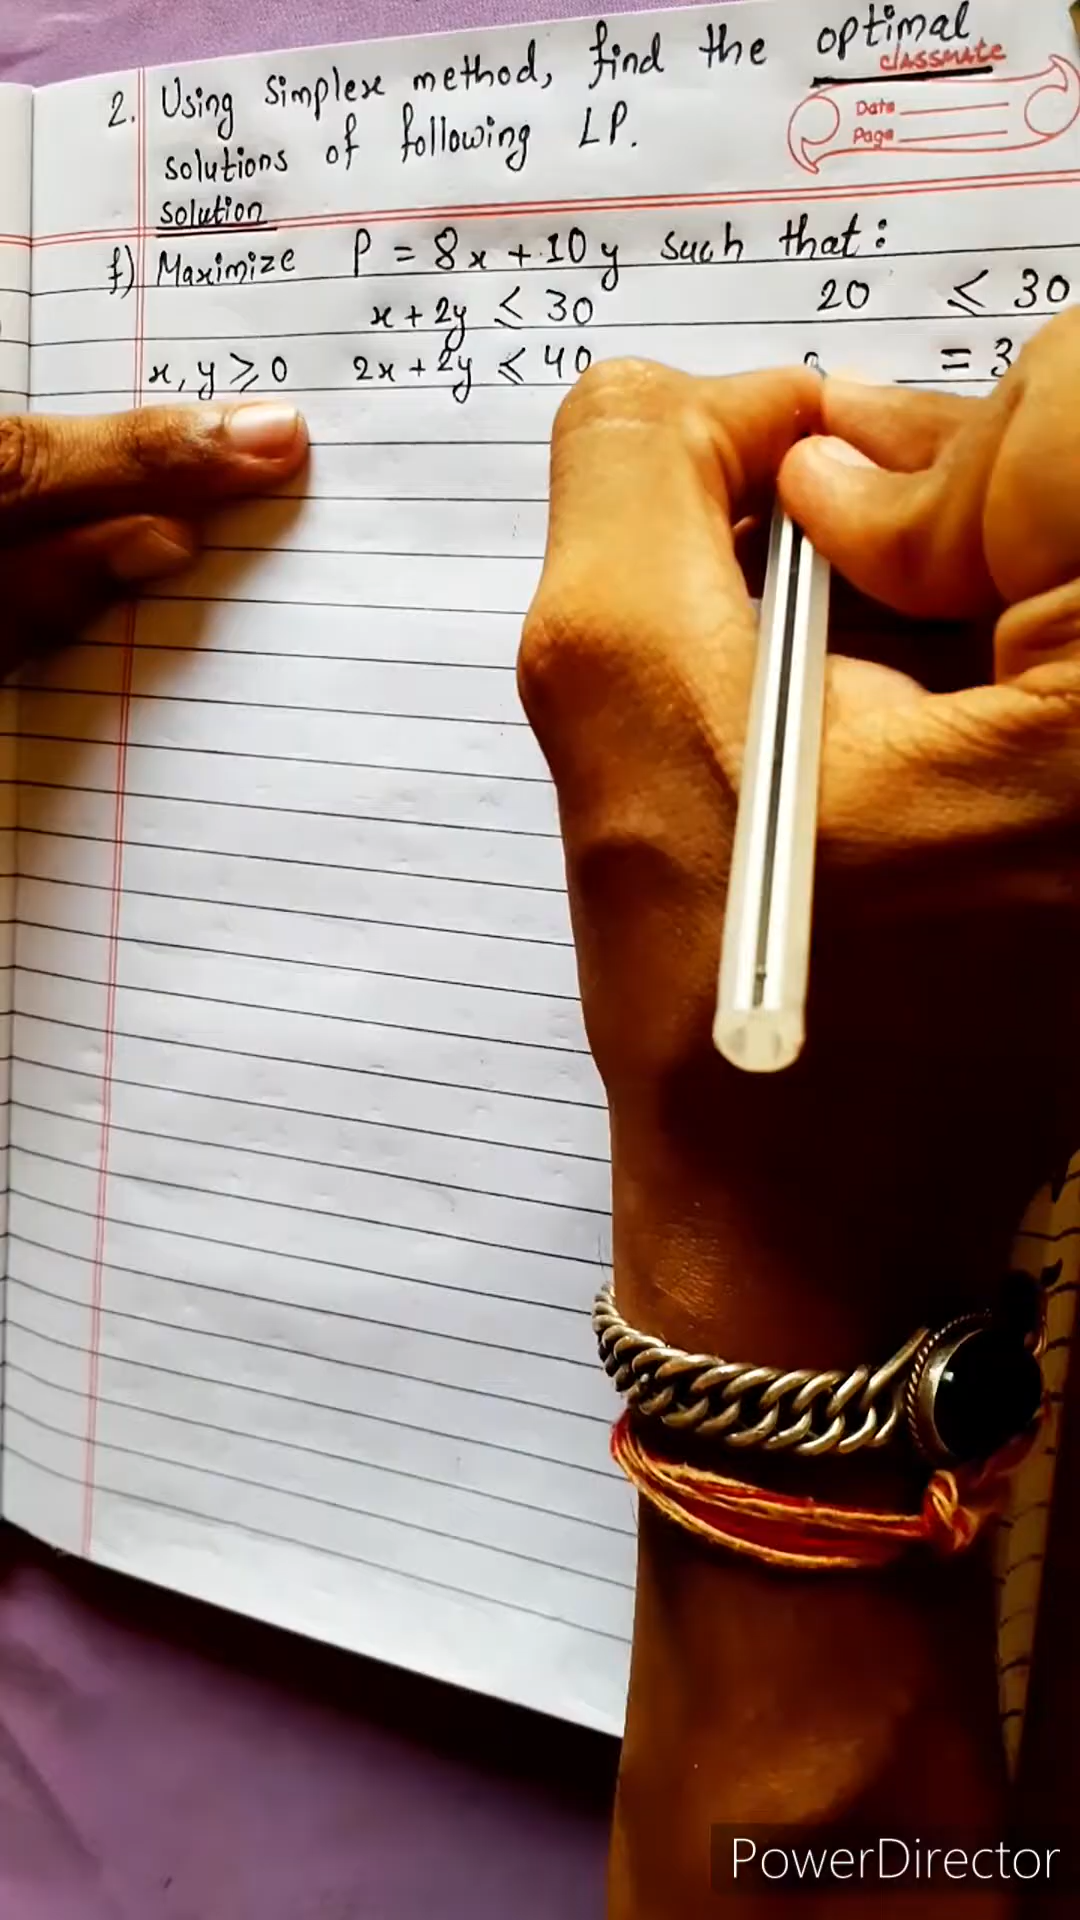 2. Using Simplex method, find the optimal
classmate
Date
Page
solutions of following LP.
solution
f) Maximize P = 8x + 10y such that:
x + 2y ≤ 30 20 ≤ 30
x, y ≥ 0 2x + 2y ≤ 40 =
PowerDirector